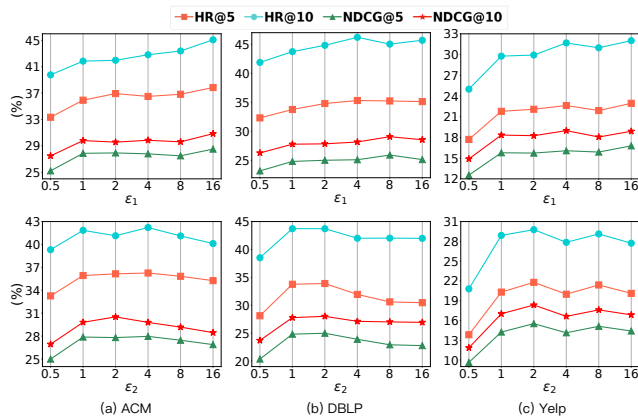 HR@5 HR@10 NDCG@5 NDCG@10
45 45 33
41 40 30
37 35 27
33 30 24
29 25 21
25 18
15
12
(%)
0.5 1 2 4 8 16 0.5 1 2 4 8 16 0.5 1 2 4 8 16
ε1 ε1 ε1
43 45 31
40 40 28
37 35 25
34 30 22
31 25 19
28 20 16
25 13
10
(%)
0.5 1 2 4 8 16 0.5 1 2 4 8 16 0.5 1 2 4 8 16
ε2 ε2 ε2
(a) ACM (b) DBLP (c) Yelp